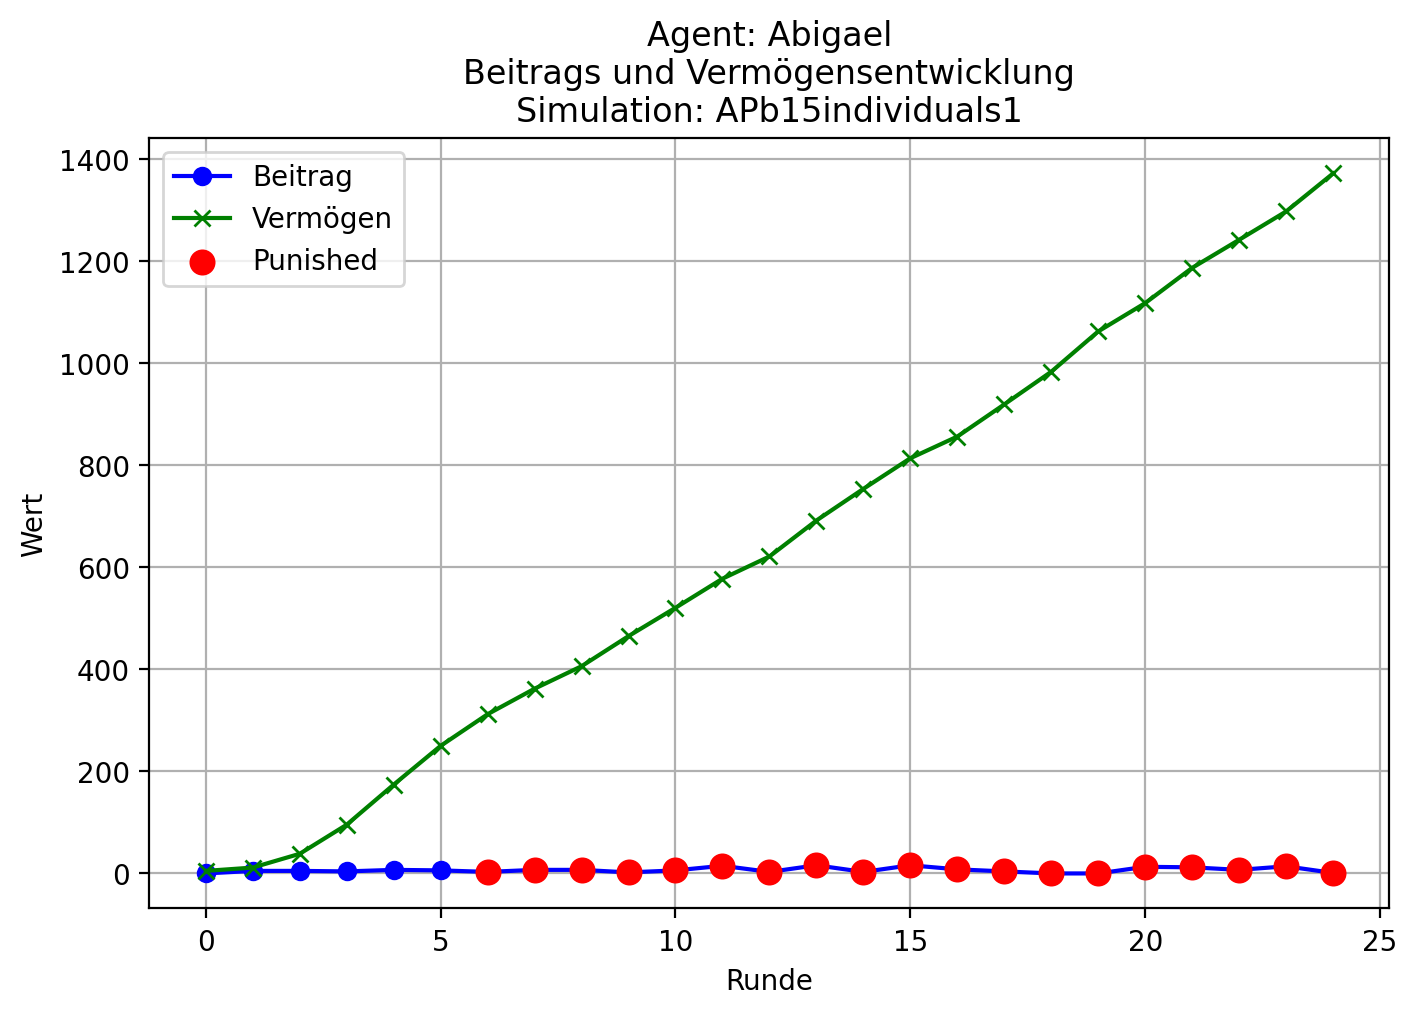 Agent: Abigael
Beitrags und Vermögensentwicklung
Simulation: APb15individuals1
Beitrag
Vermögen
Punished
1400
1200
1000
800
600
400
200
0
Wert
0 5 10 15 20 25
Runde